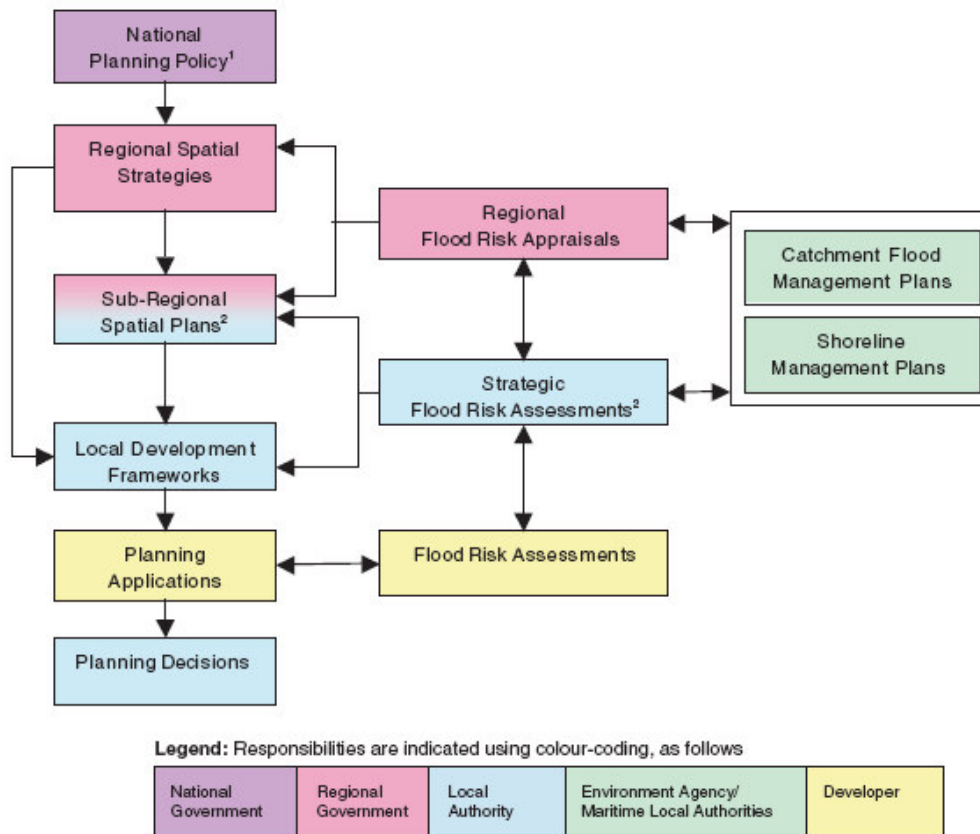 National
Planning Policy¹
Regional Spatial
Strategies
Regional
Flood Risk Appraisals
Catchment Flood
Management Plans
Sub-Regional
Spatial Plans²
Shoreline
Management Plans
Strategic
Flood Risk Assessments²
Local Development
Frameworks
Planning
Applications
Flood Risk Assessments
Planning Decisions
Legend: Responsibilities are indicated using colour-coding, as follows
National
Government
Regional
Government
Local
Authority
Environment Agency/
Maritime Local Authorities
Developer